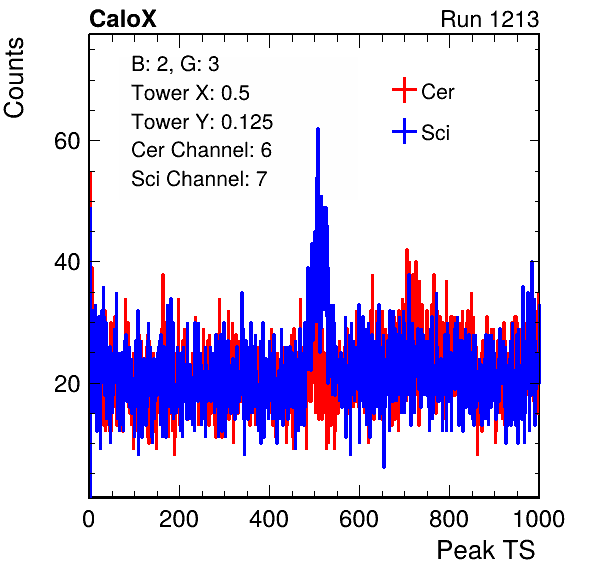 CaloX Run 1213
Counts
B: 2, G: 3
Tower X: 0.5
Tower Y: 0.125
Cer Channel: 6
Sci Channel: 7
Cer
Sci
60
40
20
0 200 400 600 800 1000
Peak TS